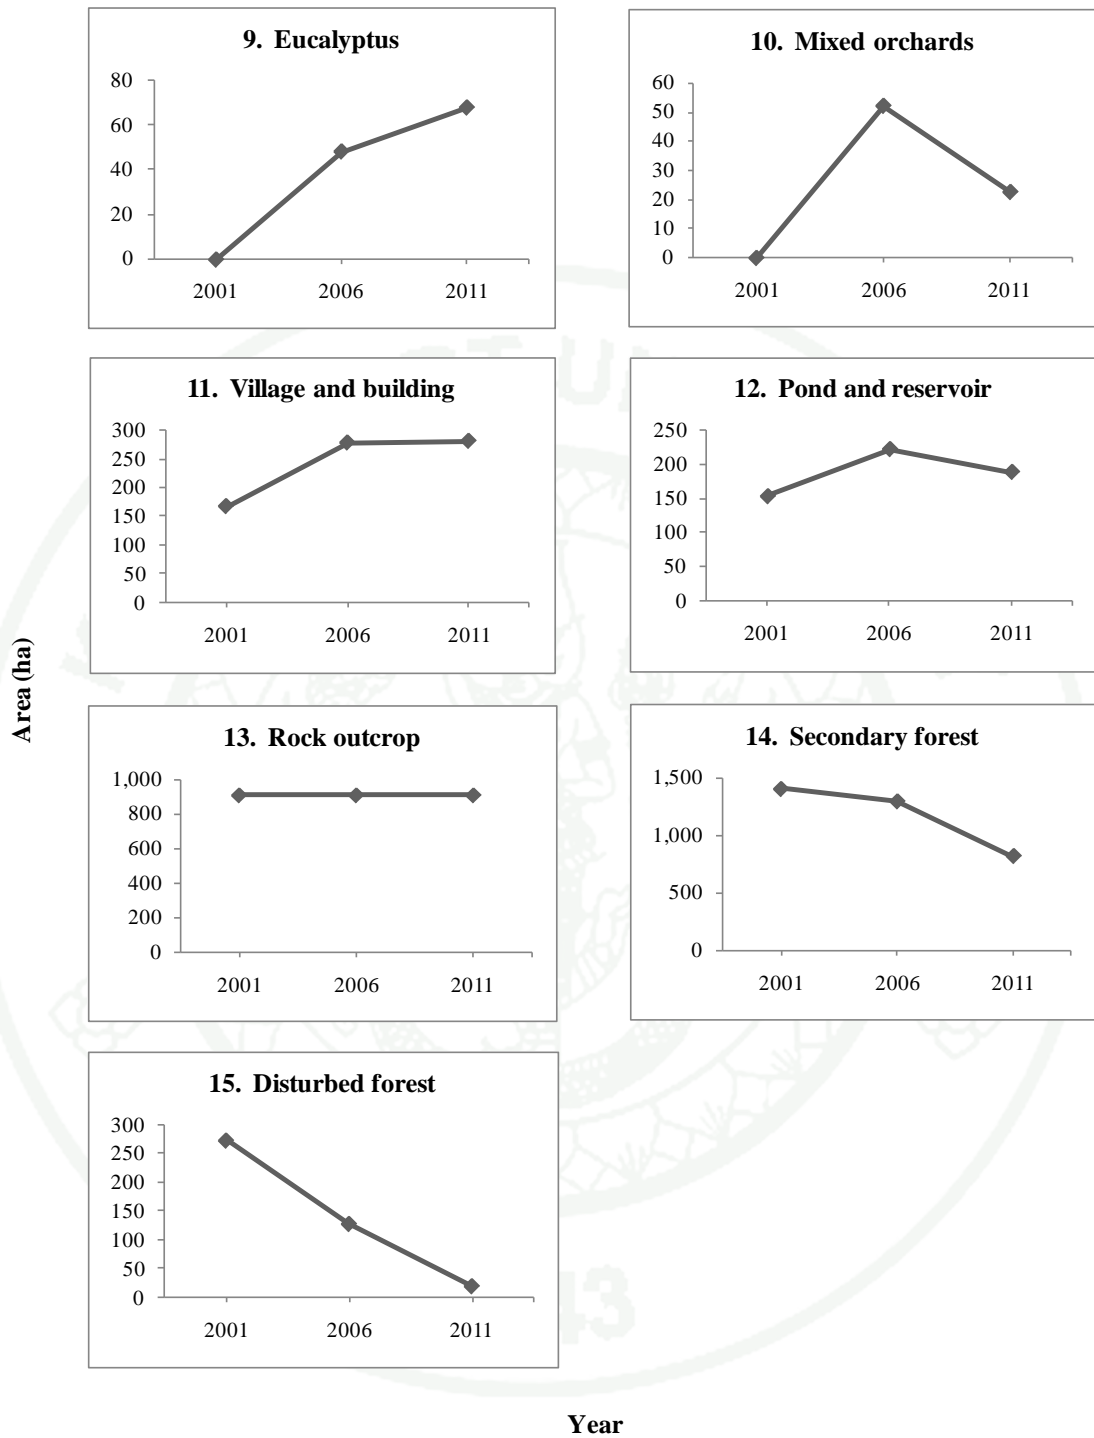 9. Eucalyptus
80
60
40
20
0
2001 2006 2011
10. Mixed orchards
60
50
40
30
20
10
0
2001 2006 2011
11. Village and building
300
250
200
150
100
50
0
2001 2006 2011
12. Pond and reservoir
250
200
150
100
50
0
2001 2006 2011
Area (ha)
13. Rock outcrop
1,000
800
600
400
200
0
2001 2006 2011
14. Secondary forest
1,500
1,000
500
0
2001 2006 2011
15. Disturbed forest
300
250
200
150
100
50
0
2001 2006 2011
Year